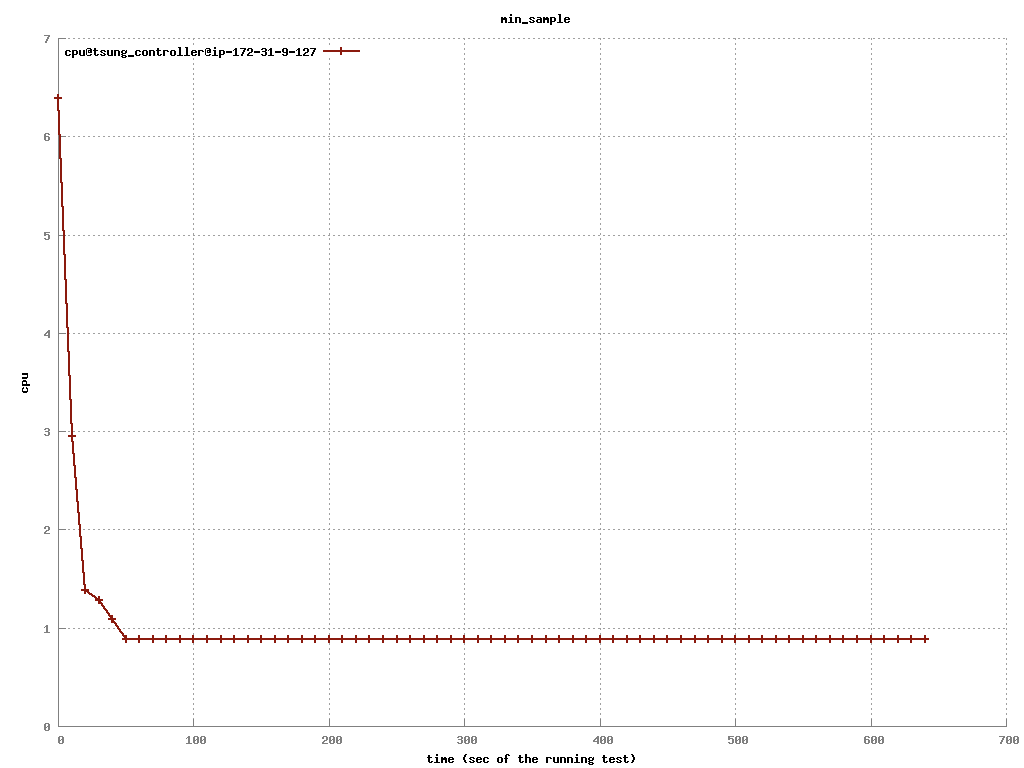 min_sample
7
cpu@tsung_controller@ip-172-31-9-127
6
5
4
cpu
3
2
1
0
0 100 200 300 400 500 600 700
time (sec of the running test)